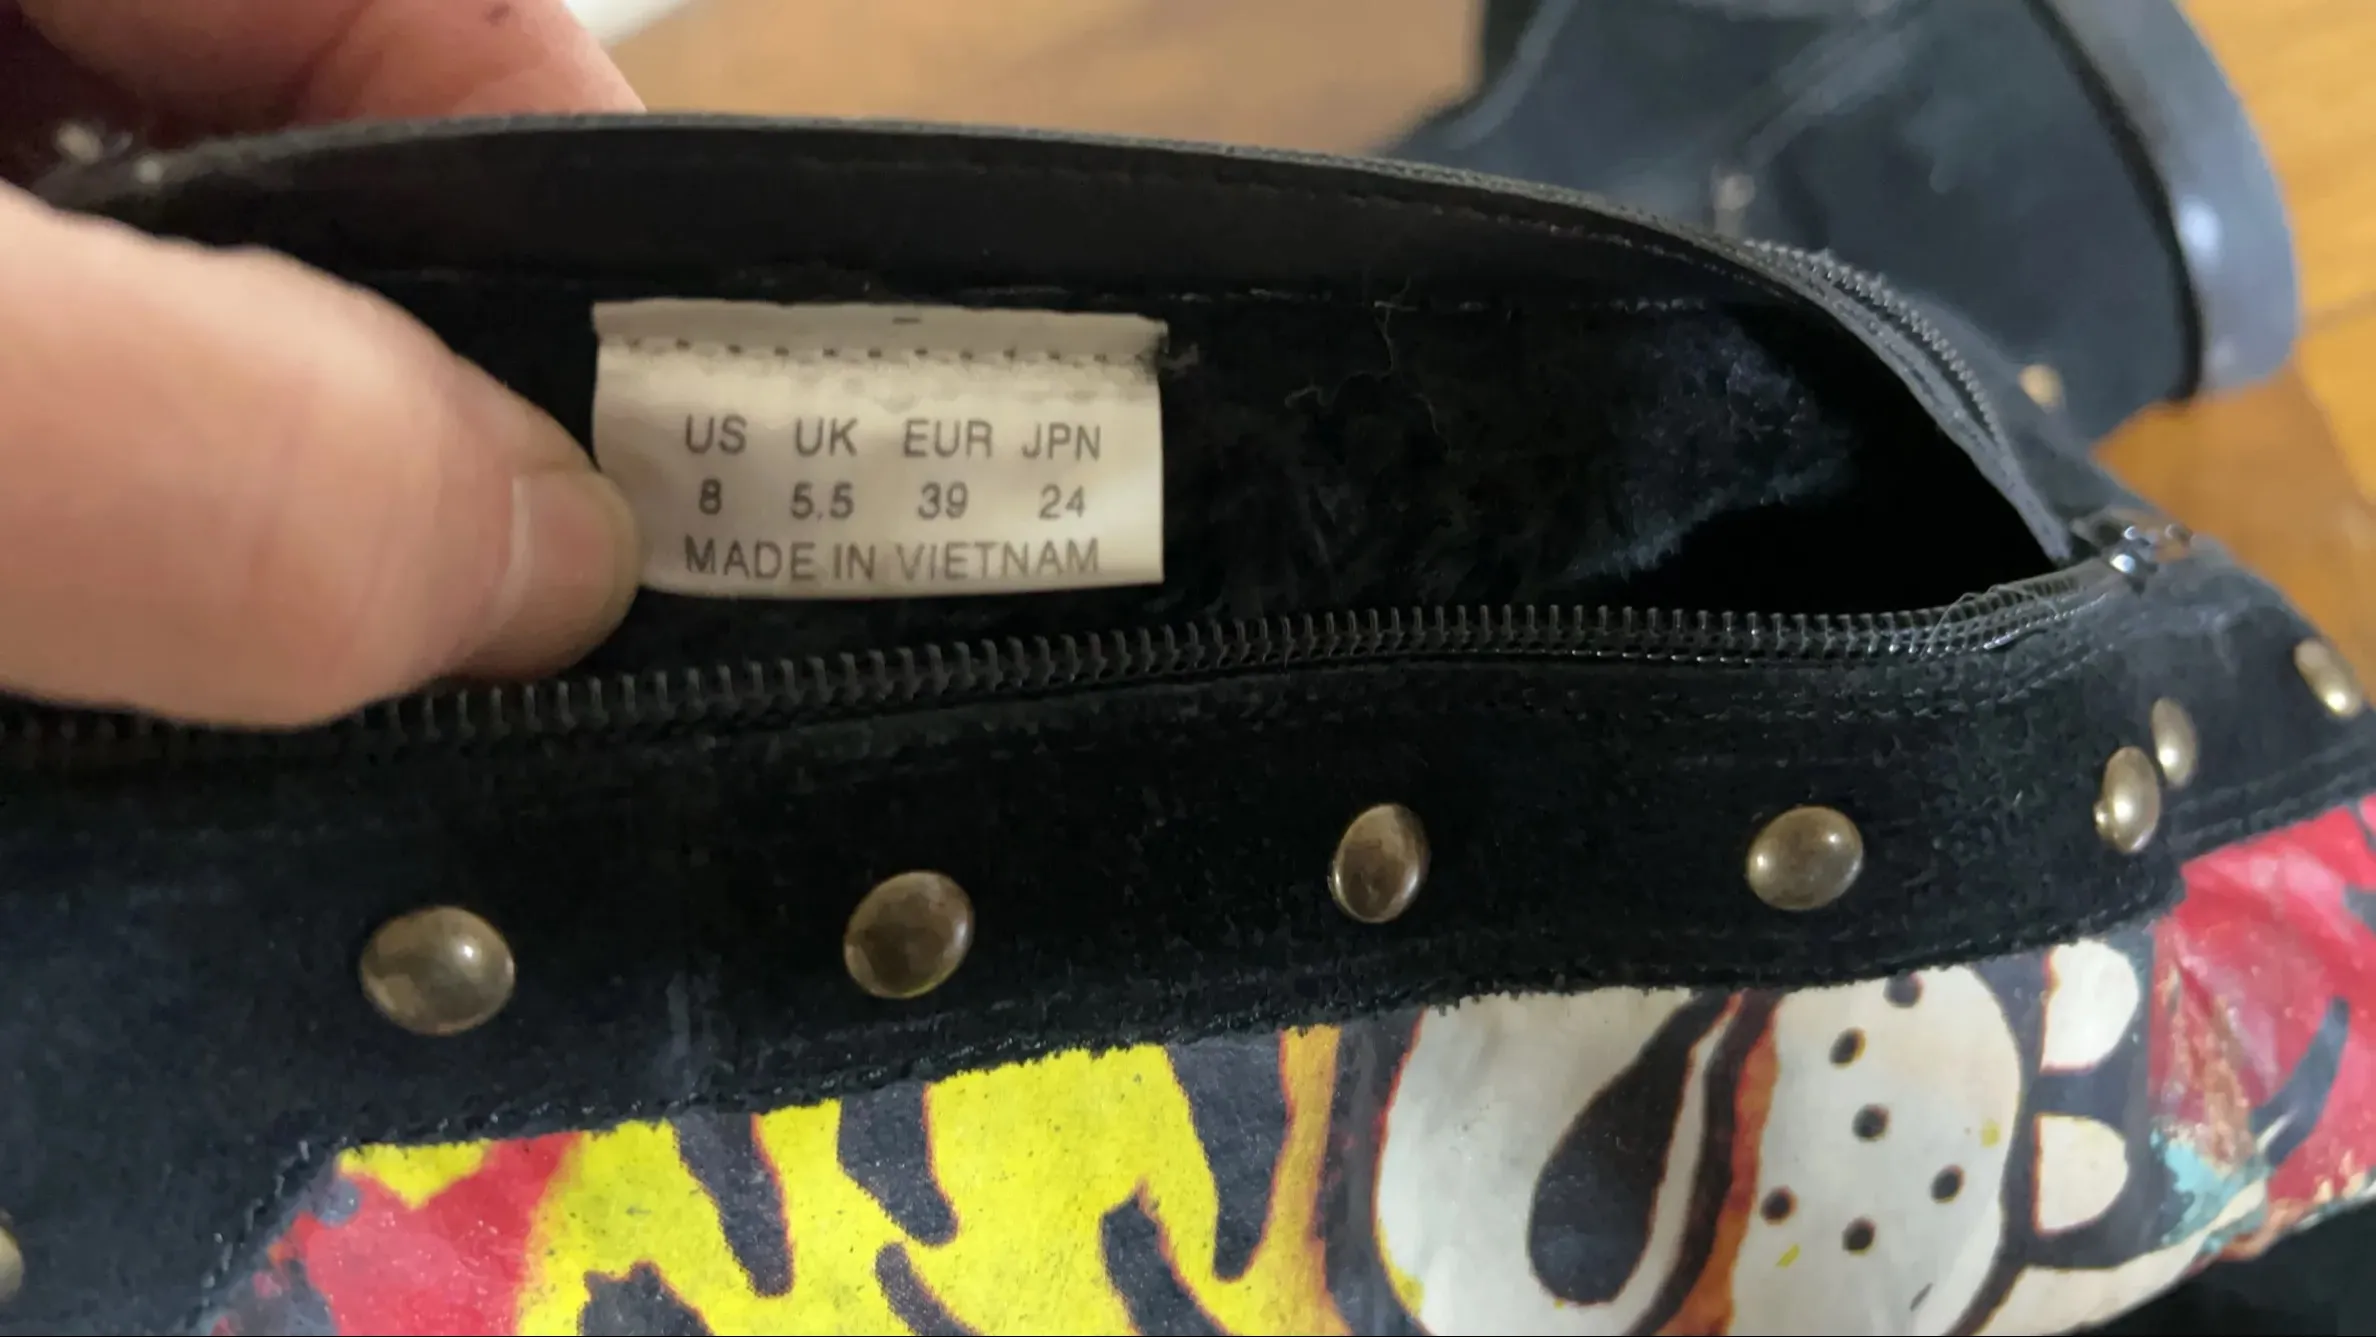 US UK EUR JPN
8 5.5 39 24
MADE IN VIETNAM